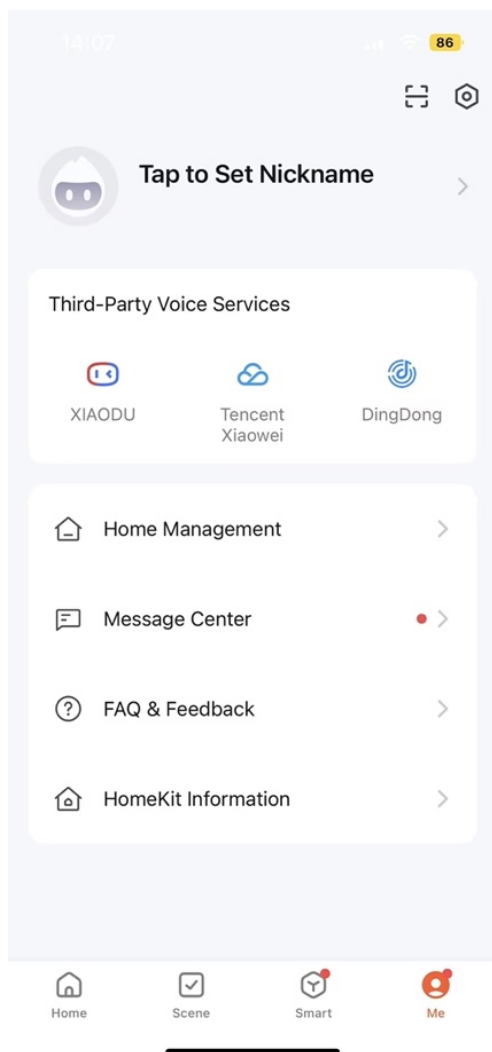 14:07
86
Tap to Set Nickname
Third-Party Voice Services
XIAODU
Tencent
Xiaowei
DingDong
Home Management
Message Center
FAQ & Feedback
HomeKit Information
Home
Scene
Smart
Me